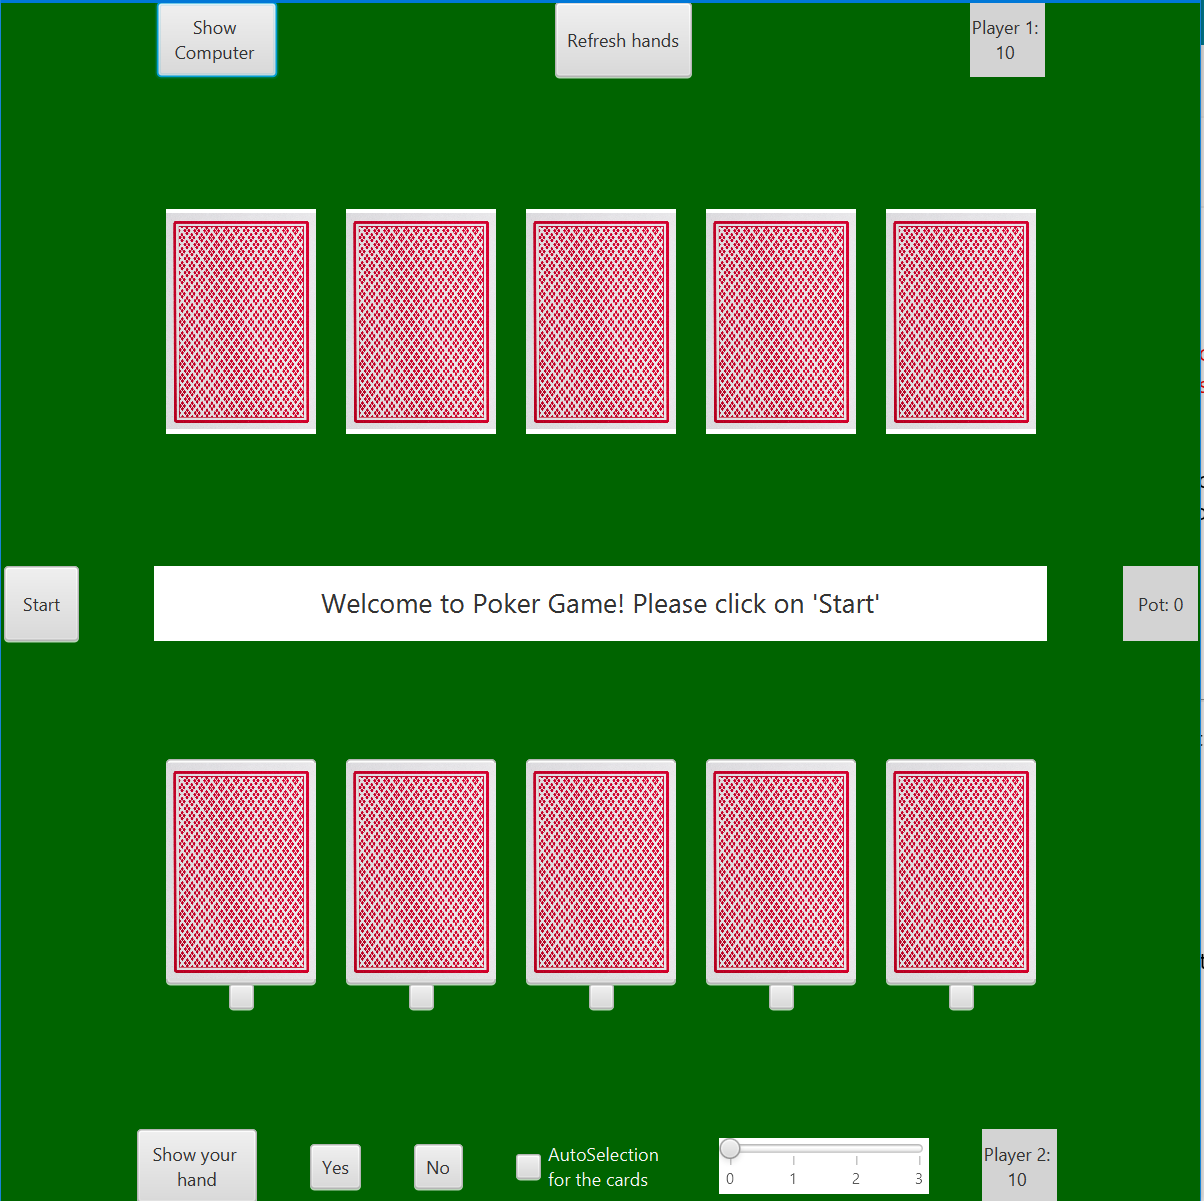 Show
Computer
Refresh hands
Player 1:
10
Start
Welcome to Poker Game! Please click on 'Start'
Pot: 0
Show your
hand
Yes
No
AutoSelection
for the cards
0 1 2 3
Player 2:
10